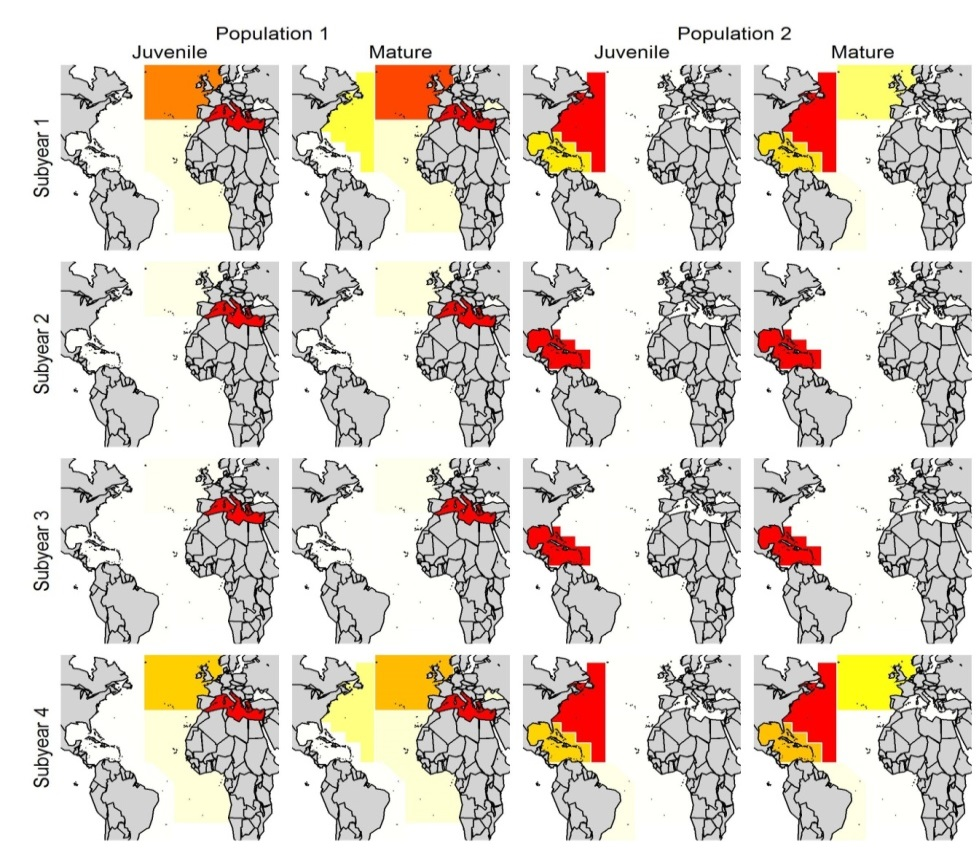 Population 1 Population 2
Juvenile Mature Juvenile Mature
Subyear 1
Subyear 2
Subyear 3
Subyear 4